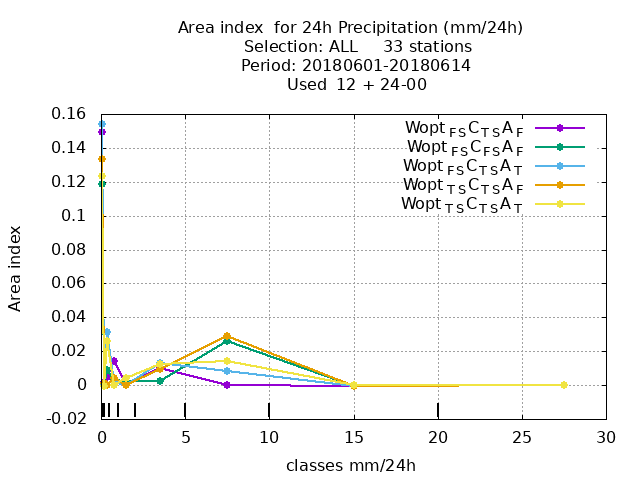 Area index  for 24h Precipitation (mm/24h)
Selection: ALL     33 stations
Period: 20180601-20180614
Used  12 + 24-00
Wopt FS C TS A F
Wopt FS C FS A F
Wopt FS C TS A T
Wopt TS C TS A F
Wopt TS C TS A T
0.16
0.14
0.12
0.1
0.08
0.06
0.04
0.02
0
-0.02
Area index
0 5 10 15 20 25 30
classes mm/24h